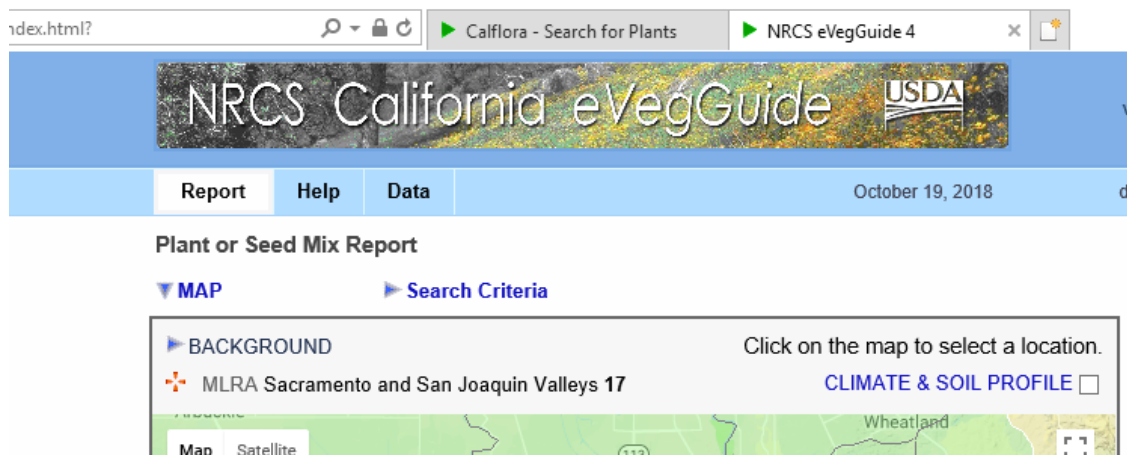 ndex.html?
Calflora - Search for Plants
NRCS eVegGuide 4
NRCS California eVegGuide USDA
Report Help Data October 19, 2018
Plant or Seed Mix Report
MAP Search Criteria
BACKGROUND Click on the map to select a location.
MLRA Sacramento and San Joaquin Valleys 17 CLIMATE & SOIL PROFILE
Wheatland
Map Satellite
113